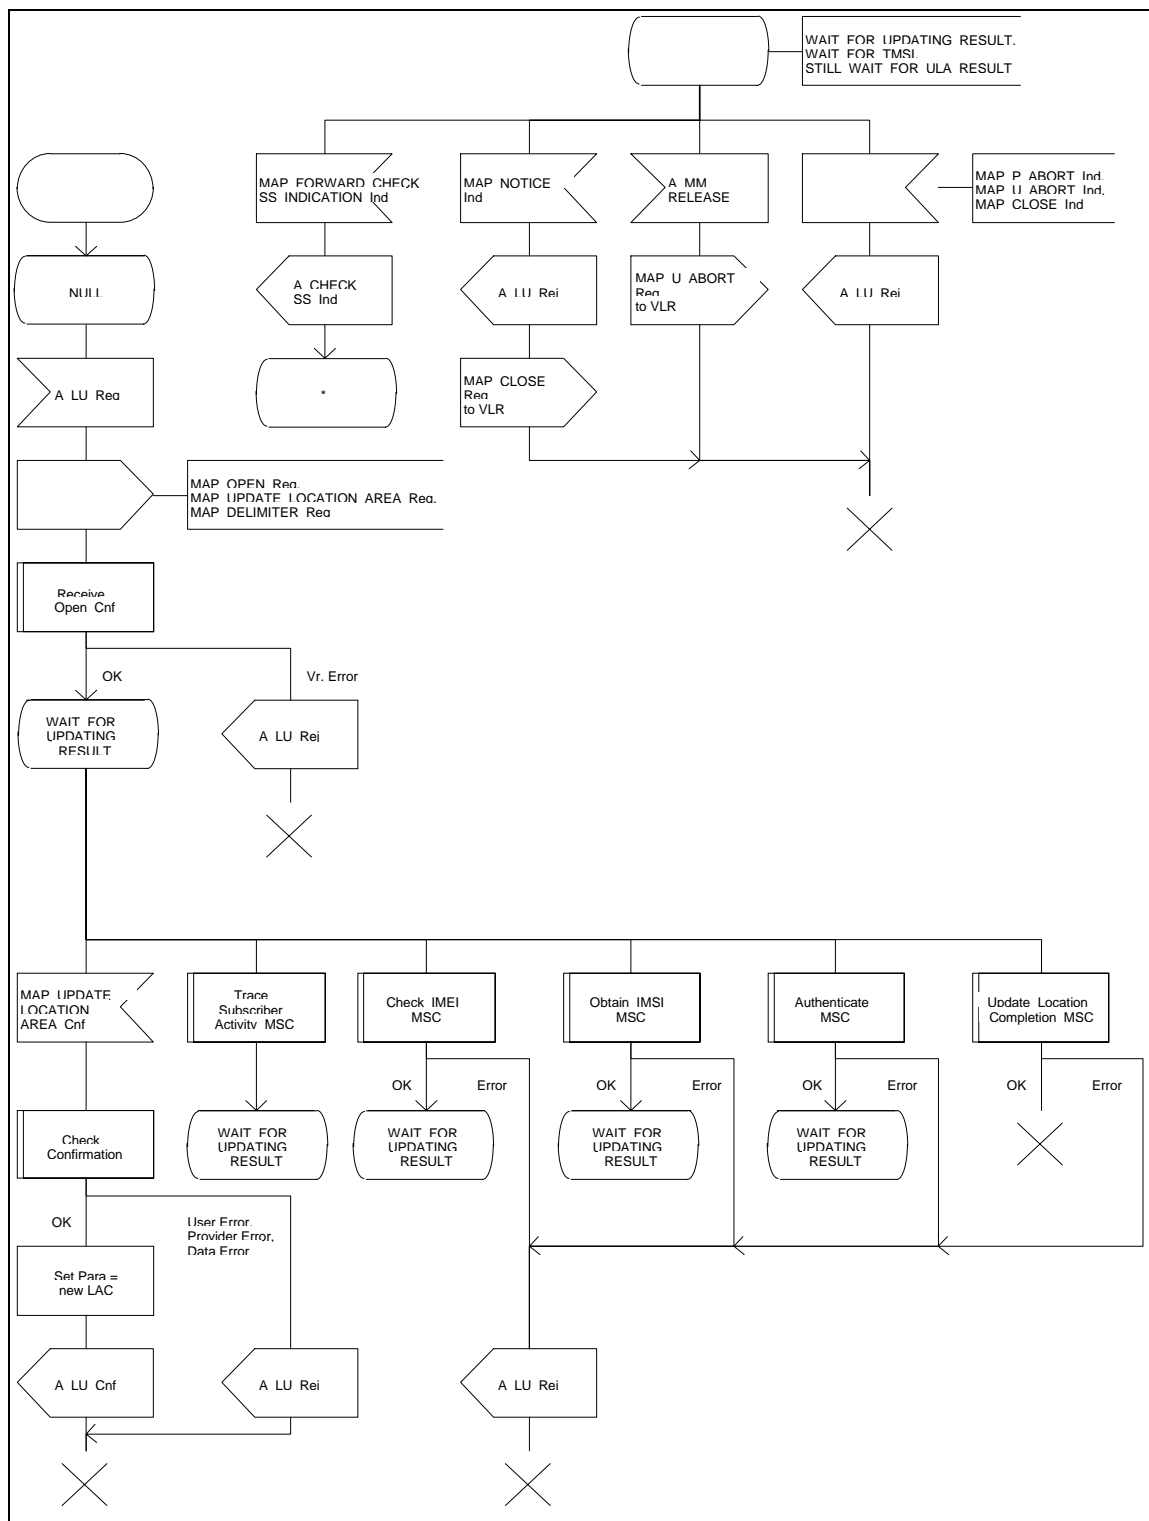 WAIT FOR UPDATING RESULT,
WAIT FOR TMSI,
STILL WAIT FOR ULA RESULT
MAP FORWARD CHECK
SS INDICATION Ind
MAP NOTICE
Ind
A MM
RELEASE
MAP P ABORT Ind,
MAP U ABORT Ind,
MAP CLOSE Ind
NULL
A CHECK
SS Ind
A LU Rej
MAP U ABORT
Req
to VLR
A LU Rej
A LU Req
*
MAP CLOSE
Req
to VLR
MAP OPEN Req,
MAP UPDATE LOCATION AREA Req,
MAP DELIMITER Req
Receive
Open Cnf
OK
Vr. Error
WAIT FOR
UPDATING
RESULT
A LU Rej
MAP UPDATE
LOCATION
AREA Cnf
Trace
Subscriber
Activity MSC
Check IMEI
MSC
Obtain IMSI
MSC
Authenticate
MSC
Update Location
Completion MSC
OK
Error
OK
Error
OK
Error
OK
Error
Check
Confirmation
WAIT FOR
UPDATING
RESULT
WAIT FOR
UPDATING
RESULT
WAIT FOR
UPDATING
RESULT
WAIT FOR
UPDATING
RESULT
OK
User Error,
Provider Error,
Data Error
Set Para =
new LAC
A LU Cnf
A LU Rej
A LU Rej